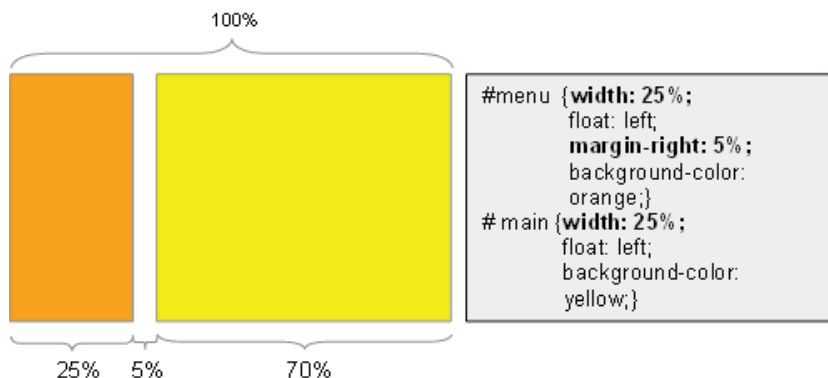 100%
#menu {width: 25%;
float: left;
margin-right: 5%;
background-color:
orange;}
# main {width: 25%;
float: left;
background-color:
yellow;}
25% 5% 70%